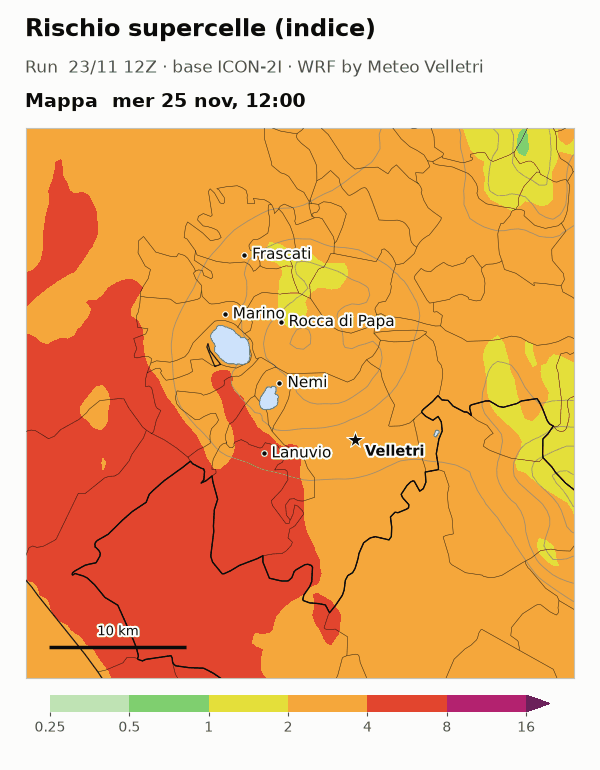 Rischio supercelle (indice)
Run  23/11 12Z · base ICON-2I · WRF by Meteo Velletri
Mappa  mer 25 nov, 12:00
Frascati
Marino
Rocca di Papa
Nemi
Velletri
Lanuvio
10 km
0.25 0.5 1 2 4 8 16